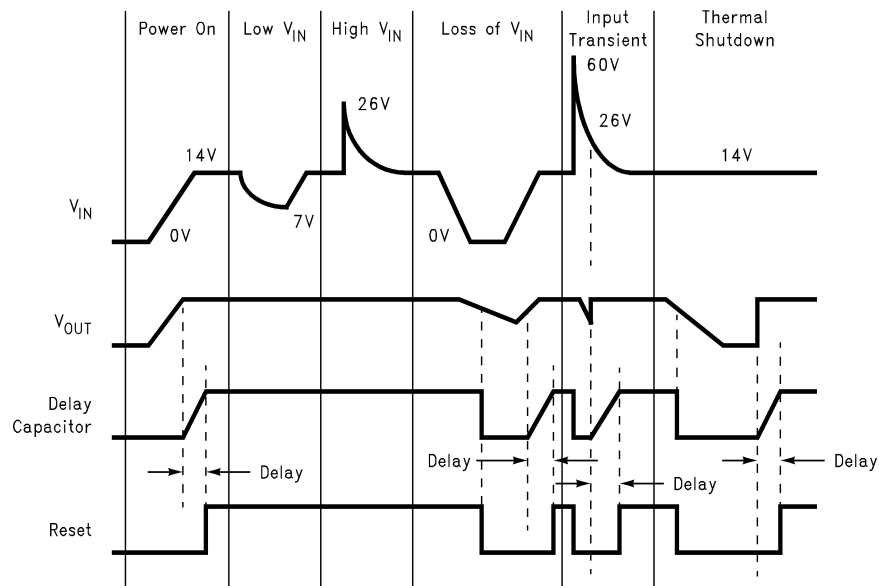 Power On
Low VIN
High VIN
Loss of VIN
Input
Transient
Thermal
Shutdown
60V
26V
26V
14V
14V
VIN
7V
0V
0V
VOUT
Delay
Capacitor
Delay
Delay
Delay
Delay
Reset